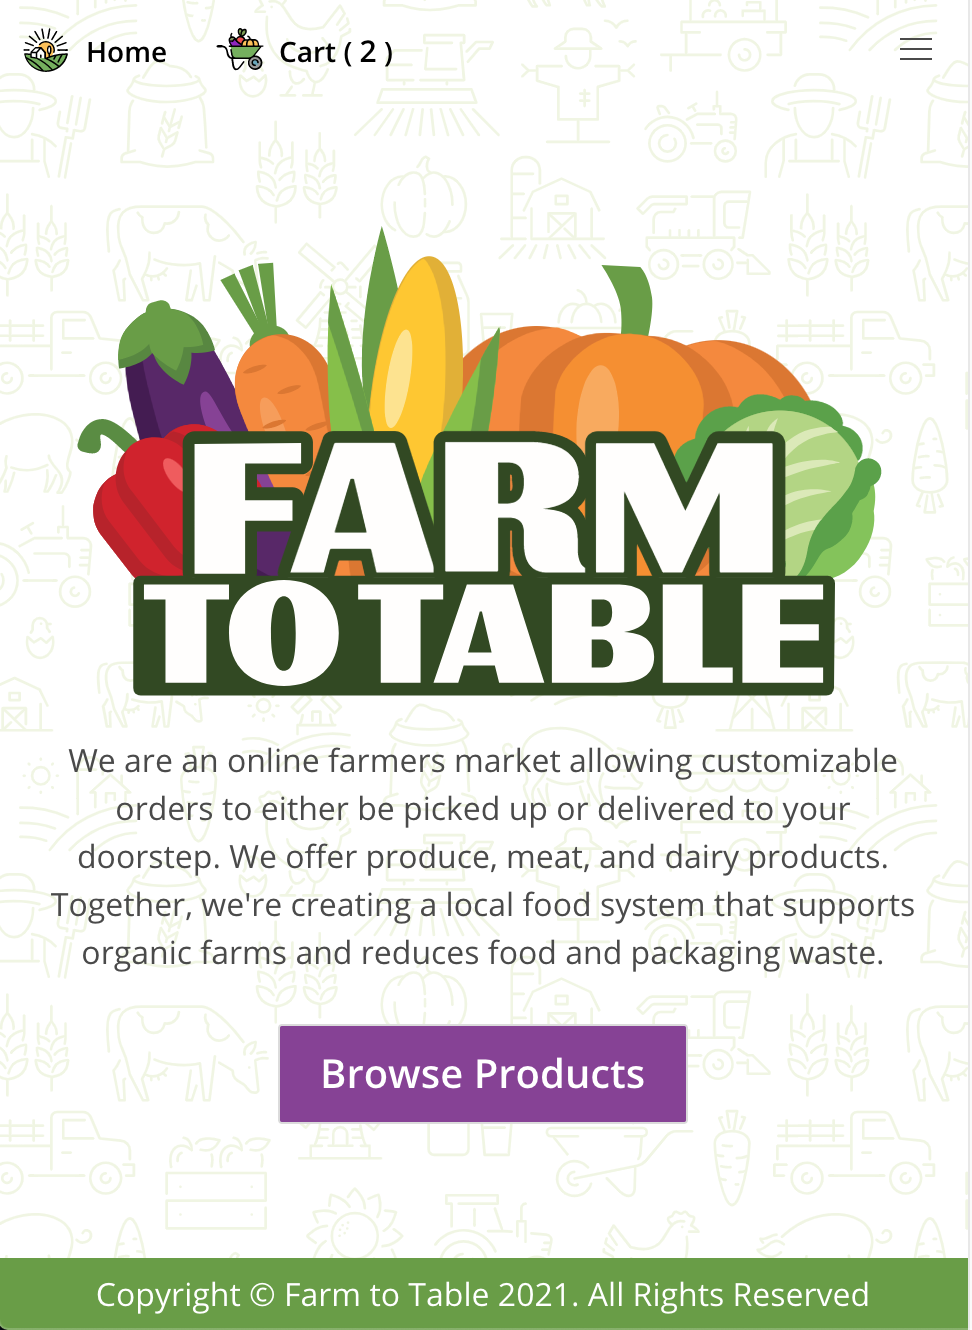 Home
Cart ( 2 )
FARM
TO TABLE
We are an online farmers market allowing customizable
orders to either be picked up or delivered to your
doorstep. We offer produce, meat, and dairy products.
Together, we're creating a local food system that supports
organic farms and reduces food and packaging waste.
Browse Products
Copyright © Farm to Table 2021. All Rights Reserved